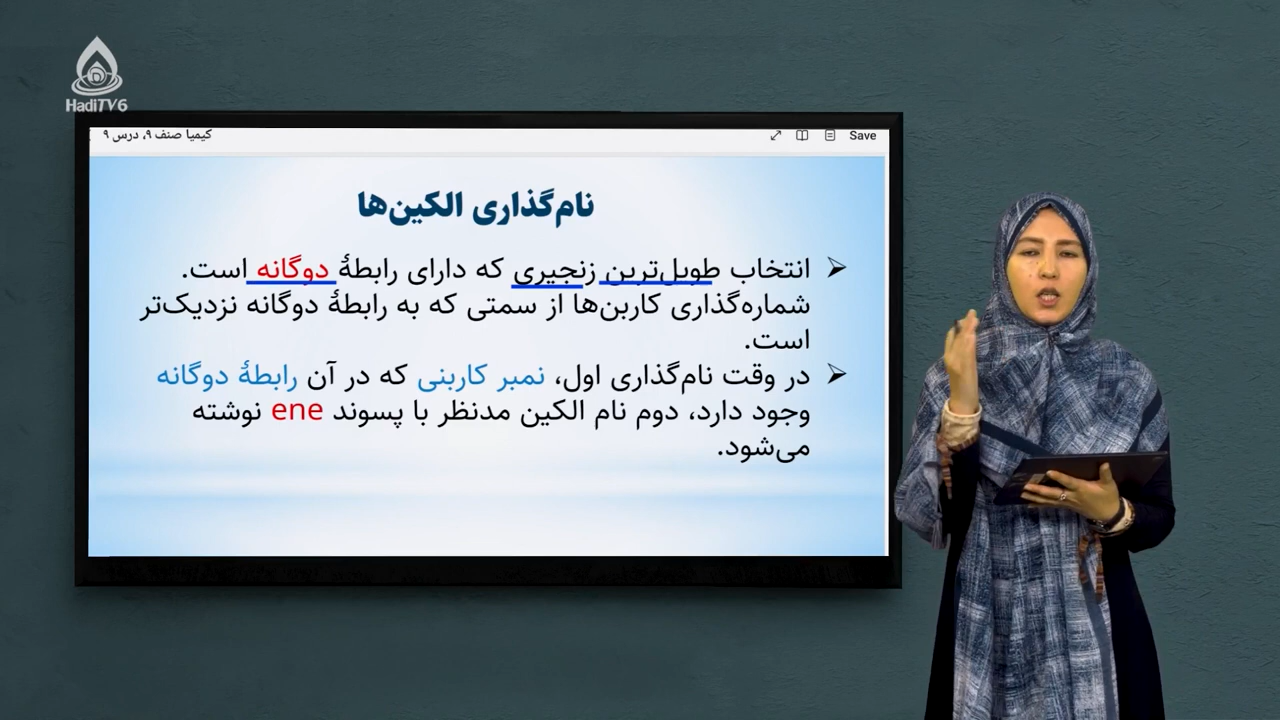 HadiTV6
کیمیا صنف ۹، درس ۹
Save
نام‌گذاری الکین‌ها
انتخاب طویل‌ترین زنجیری که دارای رابطهٔ دوگانه است.
شماره‌گذاری کاربن‌ها از سمتی که به رابطهٔ دوگانه نزدیک‌تر
است.
در وقت نام‌گذاری اول، نمبر کاربنی که در آن رابطهٔ دوگانه
وجود دارد، دوم نام الکین مدنظر با پسوند ene نوشته
می‌شود.